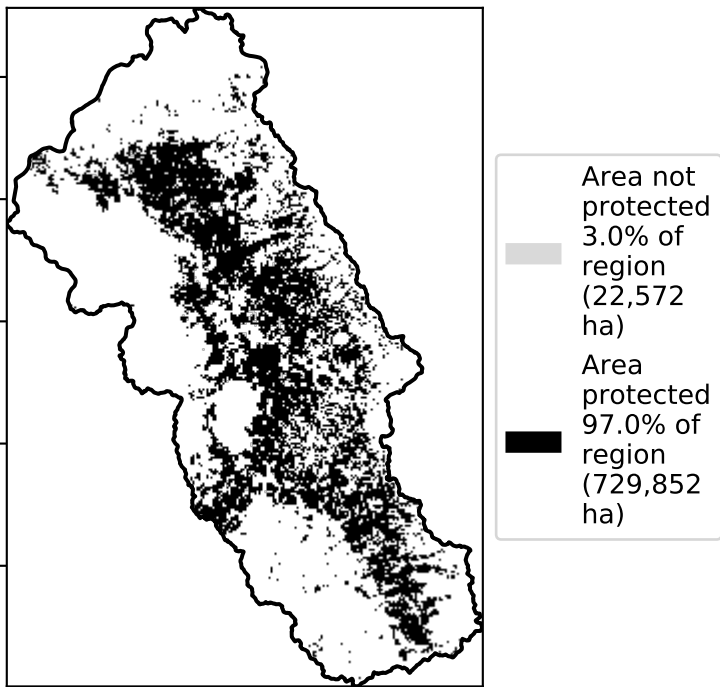 Area not
protected
3.0% of
region
(22,572
ha)
Area
protected
97.0% of
region
(729,852
ha)